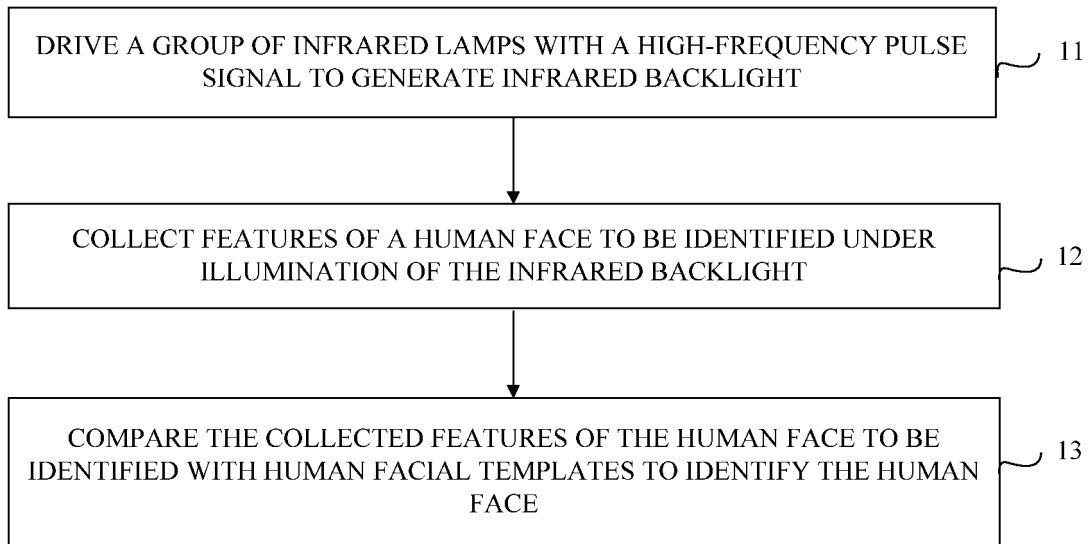 DRIVE A GROUP OF INFRARED LAMPS WITH A HIGH-FREQUENCY PULSE
SIGNAL TO GENERATE INFRARED BACKLIGHT
11
COLLECT FEATURES OF A HUMAN FACE TO BE IDENTIFIED UNDER
ILLUMINATION OF THE INFRARED BACKLIGHT
12
COMPARE THE COLLECTED FEATURES OF THE HUMAN FACE TO BE
IDENTIFIED WITH HUMAN FACIAL TEMPLATES TO IDENTIFY THE HUMAN
FACE
13